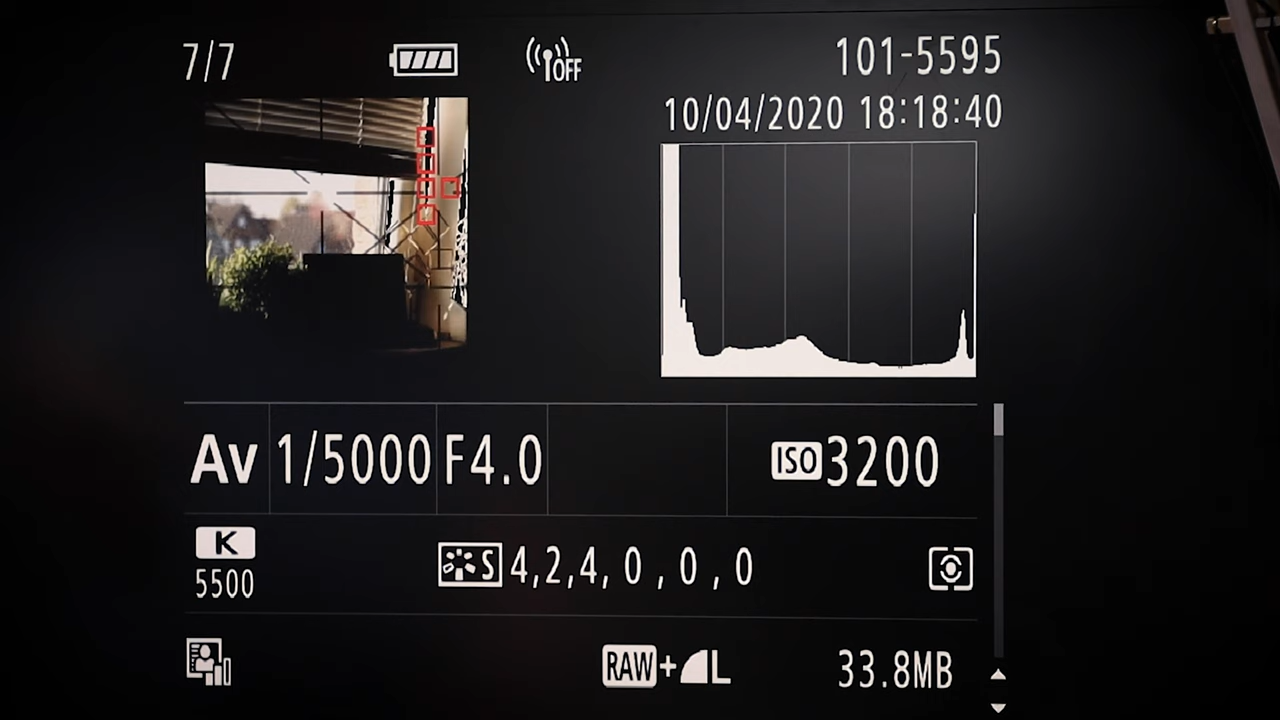 7/7
OFF
101-5595
10/04/2020 18:18:40
Av 1/5000 F4.0 ISO 3200
K
5500
S 4,2,4,0,0,0
RAW+L 33.8MB